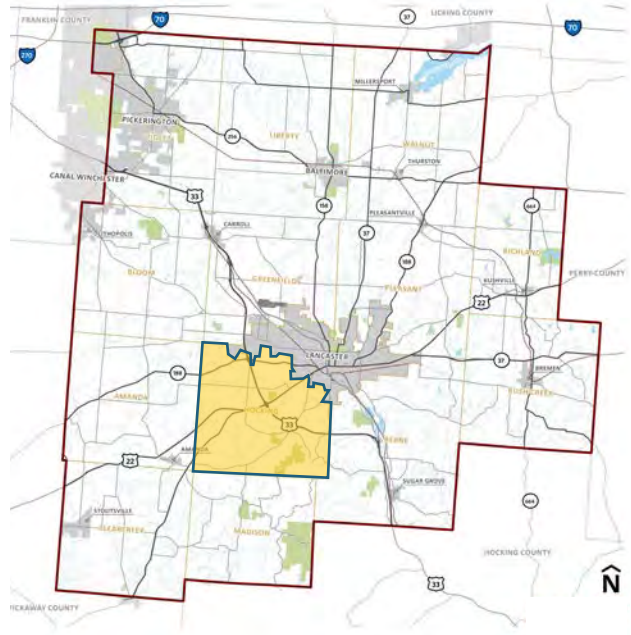 FRANKLIN COUNTY
70
37
LICKING COUNTY
70
270
MILLERSPORT
PICKERINGTON
256
LIBERTY
WALNUT
THURSTON
BALTIMORE
CANAL WINCHESTER
33
158
PLEASANTVILLE
664
CARROLL
37
LITHOPOLIS
188
RICHLAND
BLOOM
GREENFIELD
PLEASANT
RUSHVILLE
PERRY COUNTY
22
LANCASTER
37
188
BREMEN
AMANDA
RUSHCREEK
HOCKING
33
BERNE
AMANDA
22
SUGAR GROVE
664
STOUTSVILLE
CLEARCREEK
MADISON
HOCKING COUNTY
N
33
PICKAWAY COUNTY